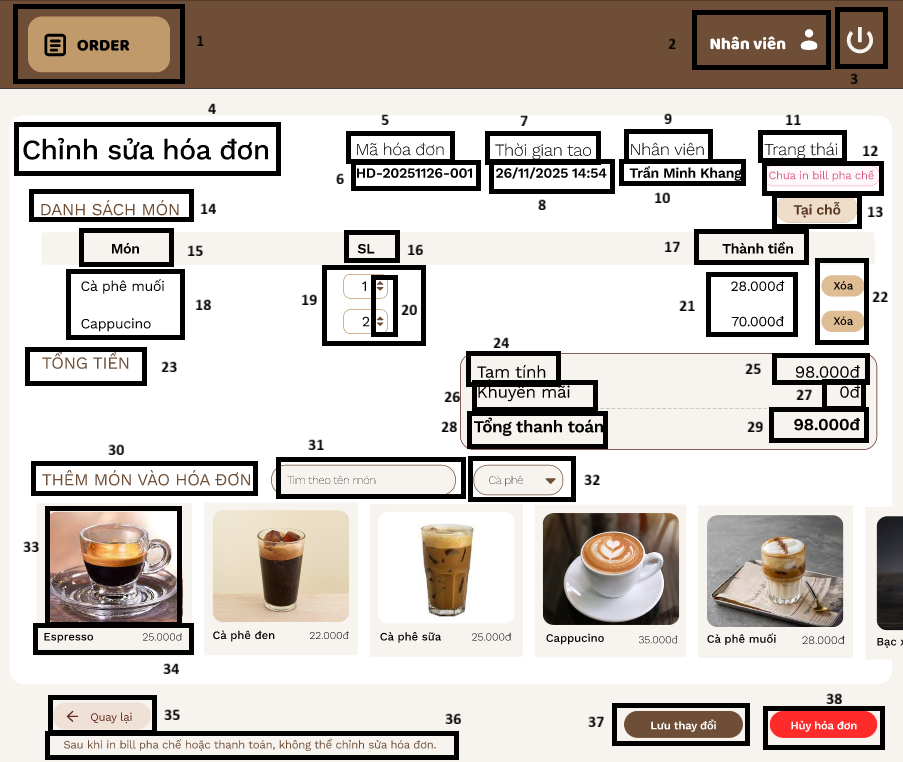 ORDER
1
2
Nhân viên
3
4
Chỉnh sửa hóa đơn
5
Mã hóa đơn
6
HD-20251126-001
7
Thời gian tạo
26/11/2025 14:54
8
9
Nhân viên
Trần Minh Khang
10
11
Trạng thái
12
Chưa in bill pha chế
Tại chỗ
13
DANH SÁCH MÓN
14
Món
15
SL
16
17
Thành tiền
Cà phê muối
Cappucino
18
19
1
2
20
21
28.000đ
70.000đ
Xóa
Xóa
22
TỔNG TIỀN
23
24
Tạm tính
25
98.000đ
26
Khuyến mãi
27
0đ
28
Tổng thanh toán
29
98.000đ
30
THÊM MÓN VÀO HÓA ĐƠN
31
Tìm theo tên món
Cà phê
32
33
Espresso 25.000đ
34
Cà phê đen 22.000đ
Cà phê sữa 25.000đ
Cappucino 35.000đ
Cà phê muối 28.000đ
Bạc
Quay lại
35
36
Sau khi in bill pha chế hoặc thanh toán, không thể chỉnh sửa hóa đơn.
37
Lưu thay đổi
38
Hủy hóa đơn